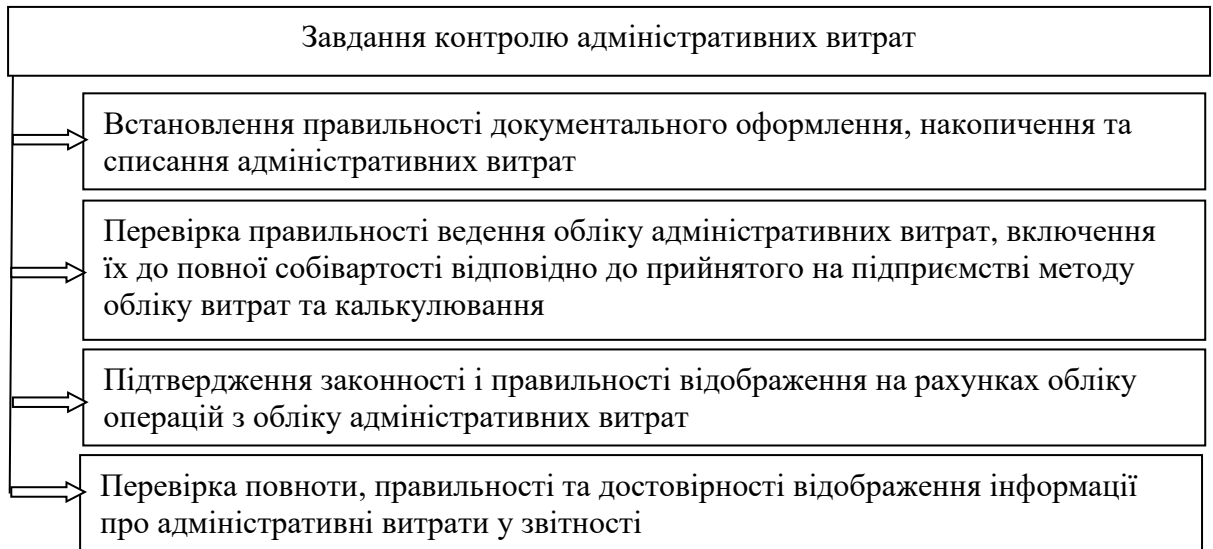 Завдання контролю адміністративних витрат
Встановлення правильності документального оформлення, накопичення та
списання адміністративних витрат
Перевірка правильності ведення обліку адміністративних витрат, включення
їх до повної собівартості відповідно до прийнятого на підприємстві методу
обліку витрат та калькулювання
Підтвердження законності і правильності відображення на рахунках обліку
операцій з обліку адміністративних витрат
Перевірка повноти, правильності та достовірності відображення інформації
про адміністративні витрати у звітності